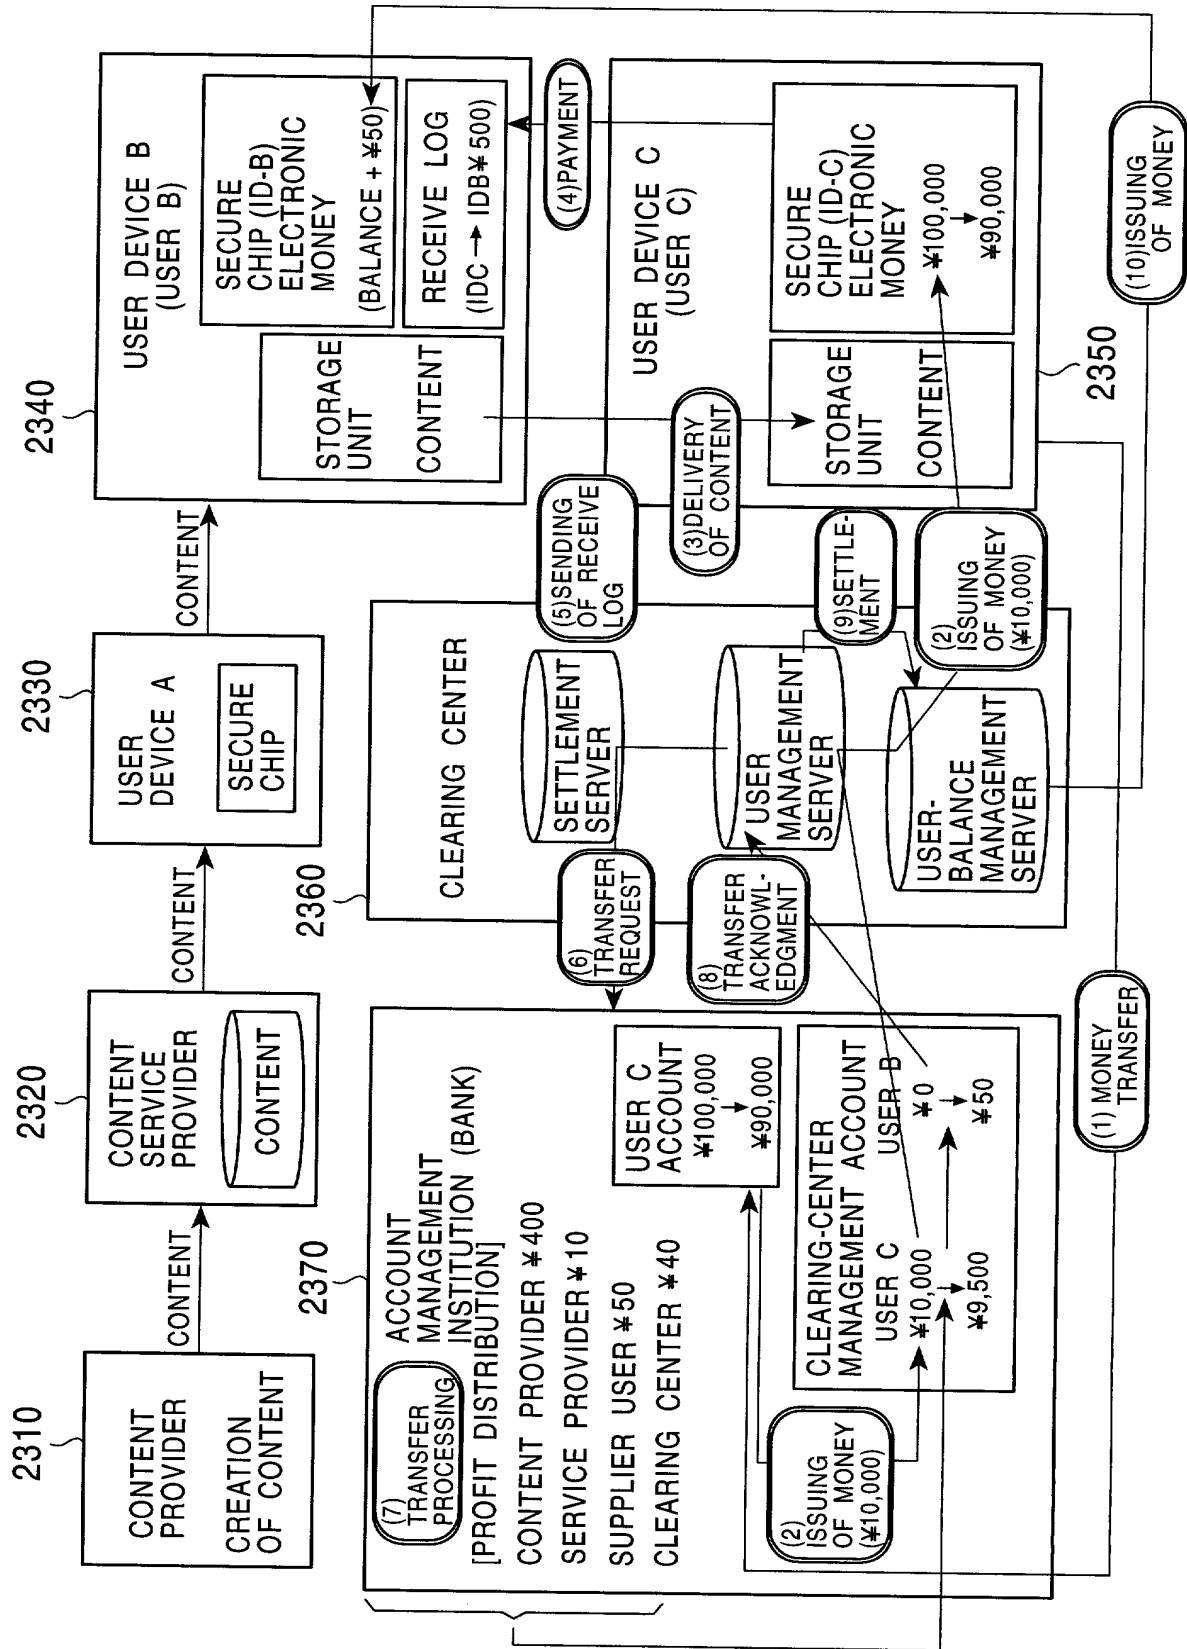 2310
CONTENT
PROVIDER
CREATION
OF CONTENT
CONTENT
2320
CONTENT
SERVICE
PROVIDER
CONTENT
CONTENT
2330
USER
DEVICE A
SECURE
CHIP
CONTENT
2340
USER DEVICE B
(USER B)
STORAGE
UNIT
CONTENT
SECURE
CHIP (ID-B)
ELECTRONIC
MONEY
(BALANCE + ¥50)
RECEIVE LOG
(IDC → IDB¥500)
2370
(7)
TRANSFER
PROCESSING
ACCOUNT
MANAGEMENT
INSTITUTION (BANK)
[PROFIT DISTRIBUTION]
CONTENT PROVIDER ¥400
SERVICE PROVIDER ¥10
SUPPLIER USER ¥50
CLEARING CENTER ¥40
USER C
ACCOUNT
¥100,000
→
¥90,000
(2)
ISSUING
OF MONEY
(¥10,000)
CLEARING-CENTER
MANAGEMENT ACCOUNT
USER C
¥10,000
→
¥9,500
USER B
¥0
→
¥50
2360
CLEARING CENTER
SETTLEMENT
SERVER
USER
MANAGEMENT
SERVER
USER-
BALANCE
MANAGEMENT
SERVER
(6)
TRANSFER
REQUEST
(8)
TRANSFER
ACKNOWL-
EDGMENT
(5)SENDING
OF RECEIVE
LOG
(3)DELIVERY
OF CONTENT
(9)SETTLE-
MENT
(2)
ISSUING
OF MONEY
(¥10,000)
(4)PAYMENT
USER DEVICE C
(USER C)
STORAGE
UNIT
CONTENT
SECURE
CHIP (ID-C)
ELECTRONIC
MONEY
¥100,000
→
¥90,000
2350
(1) MONEY
TRANSFER
(10)ISSUING
OF MONEY